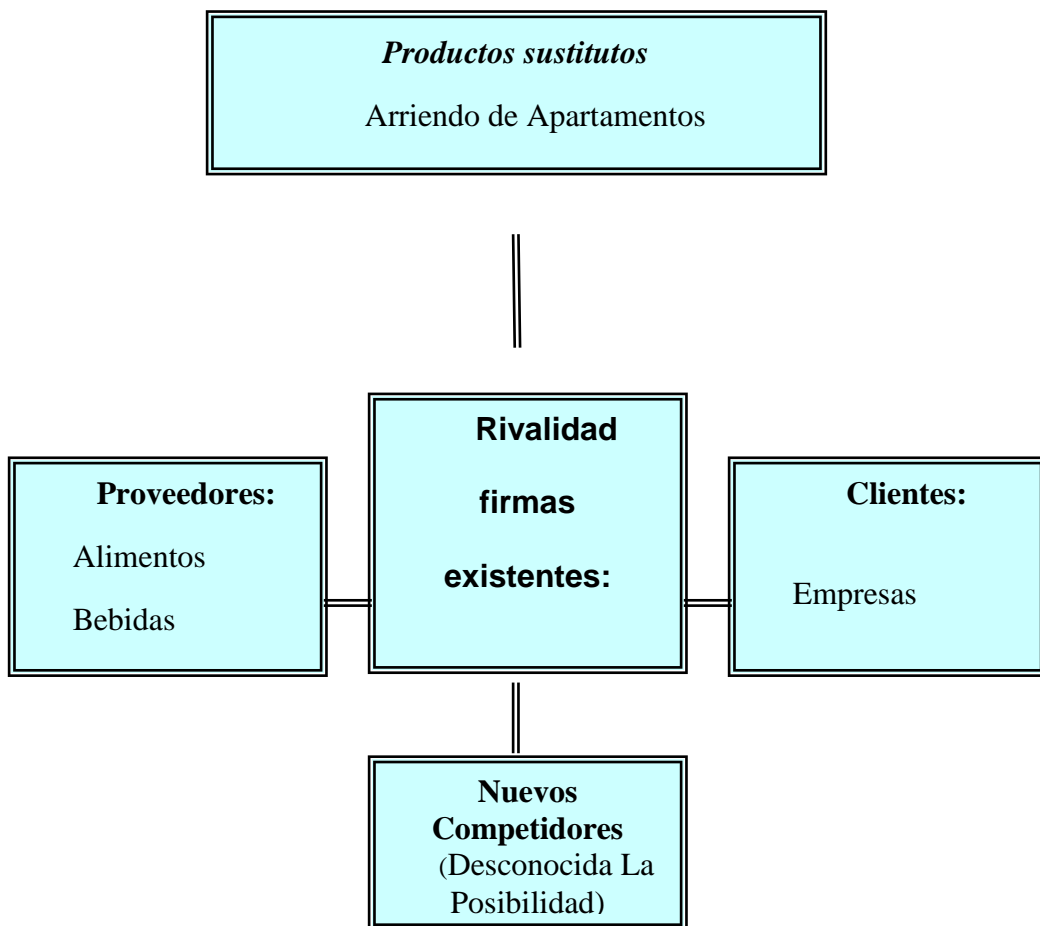 Productos sustitutos
Arriendo de Apartamentos
Proveedores:
Alimentos
Bebidas
Rivalidad
firmas
existentes:
Clientes:
Empresas
Nuevos
Competidores
(Desconocida La
Posibilidad)